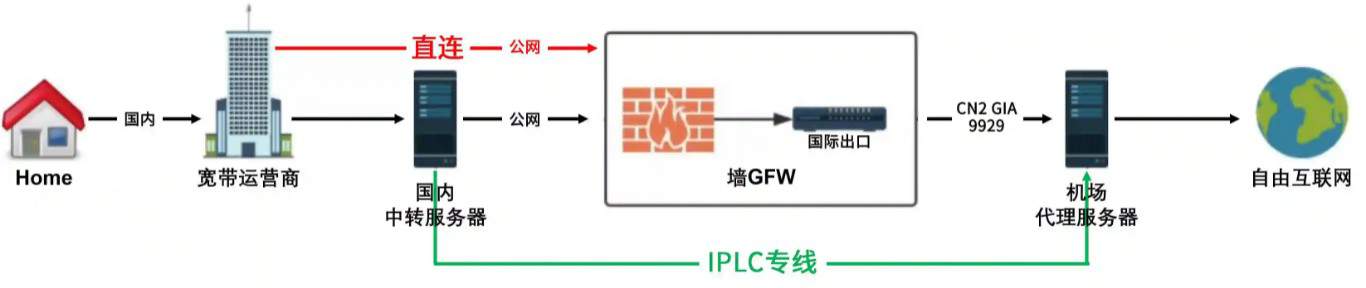 直连
公网
国内
公网
CN2 GIA
9929
国际出口
Home
宽带运营商
国内
中转服务器
墙GFW
机场
代理服务器
自由互联网
IPLC专线